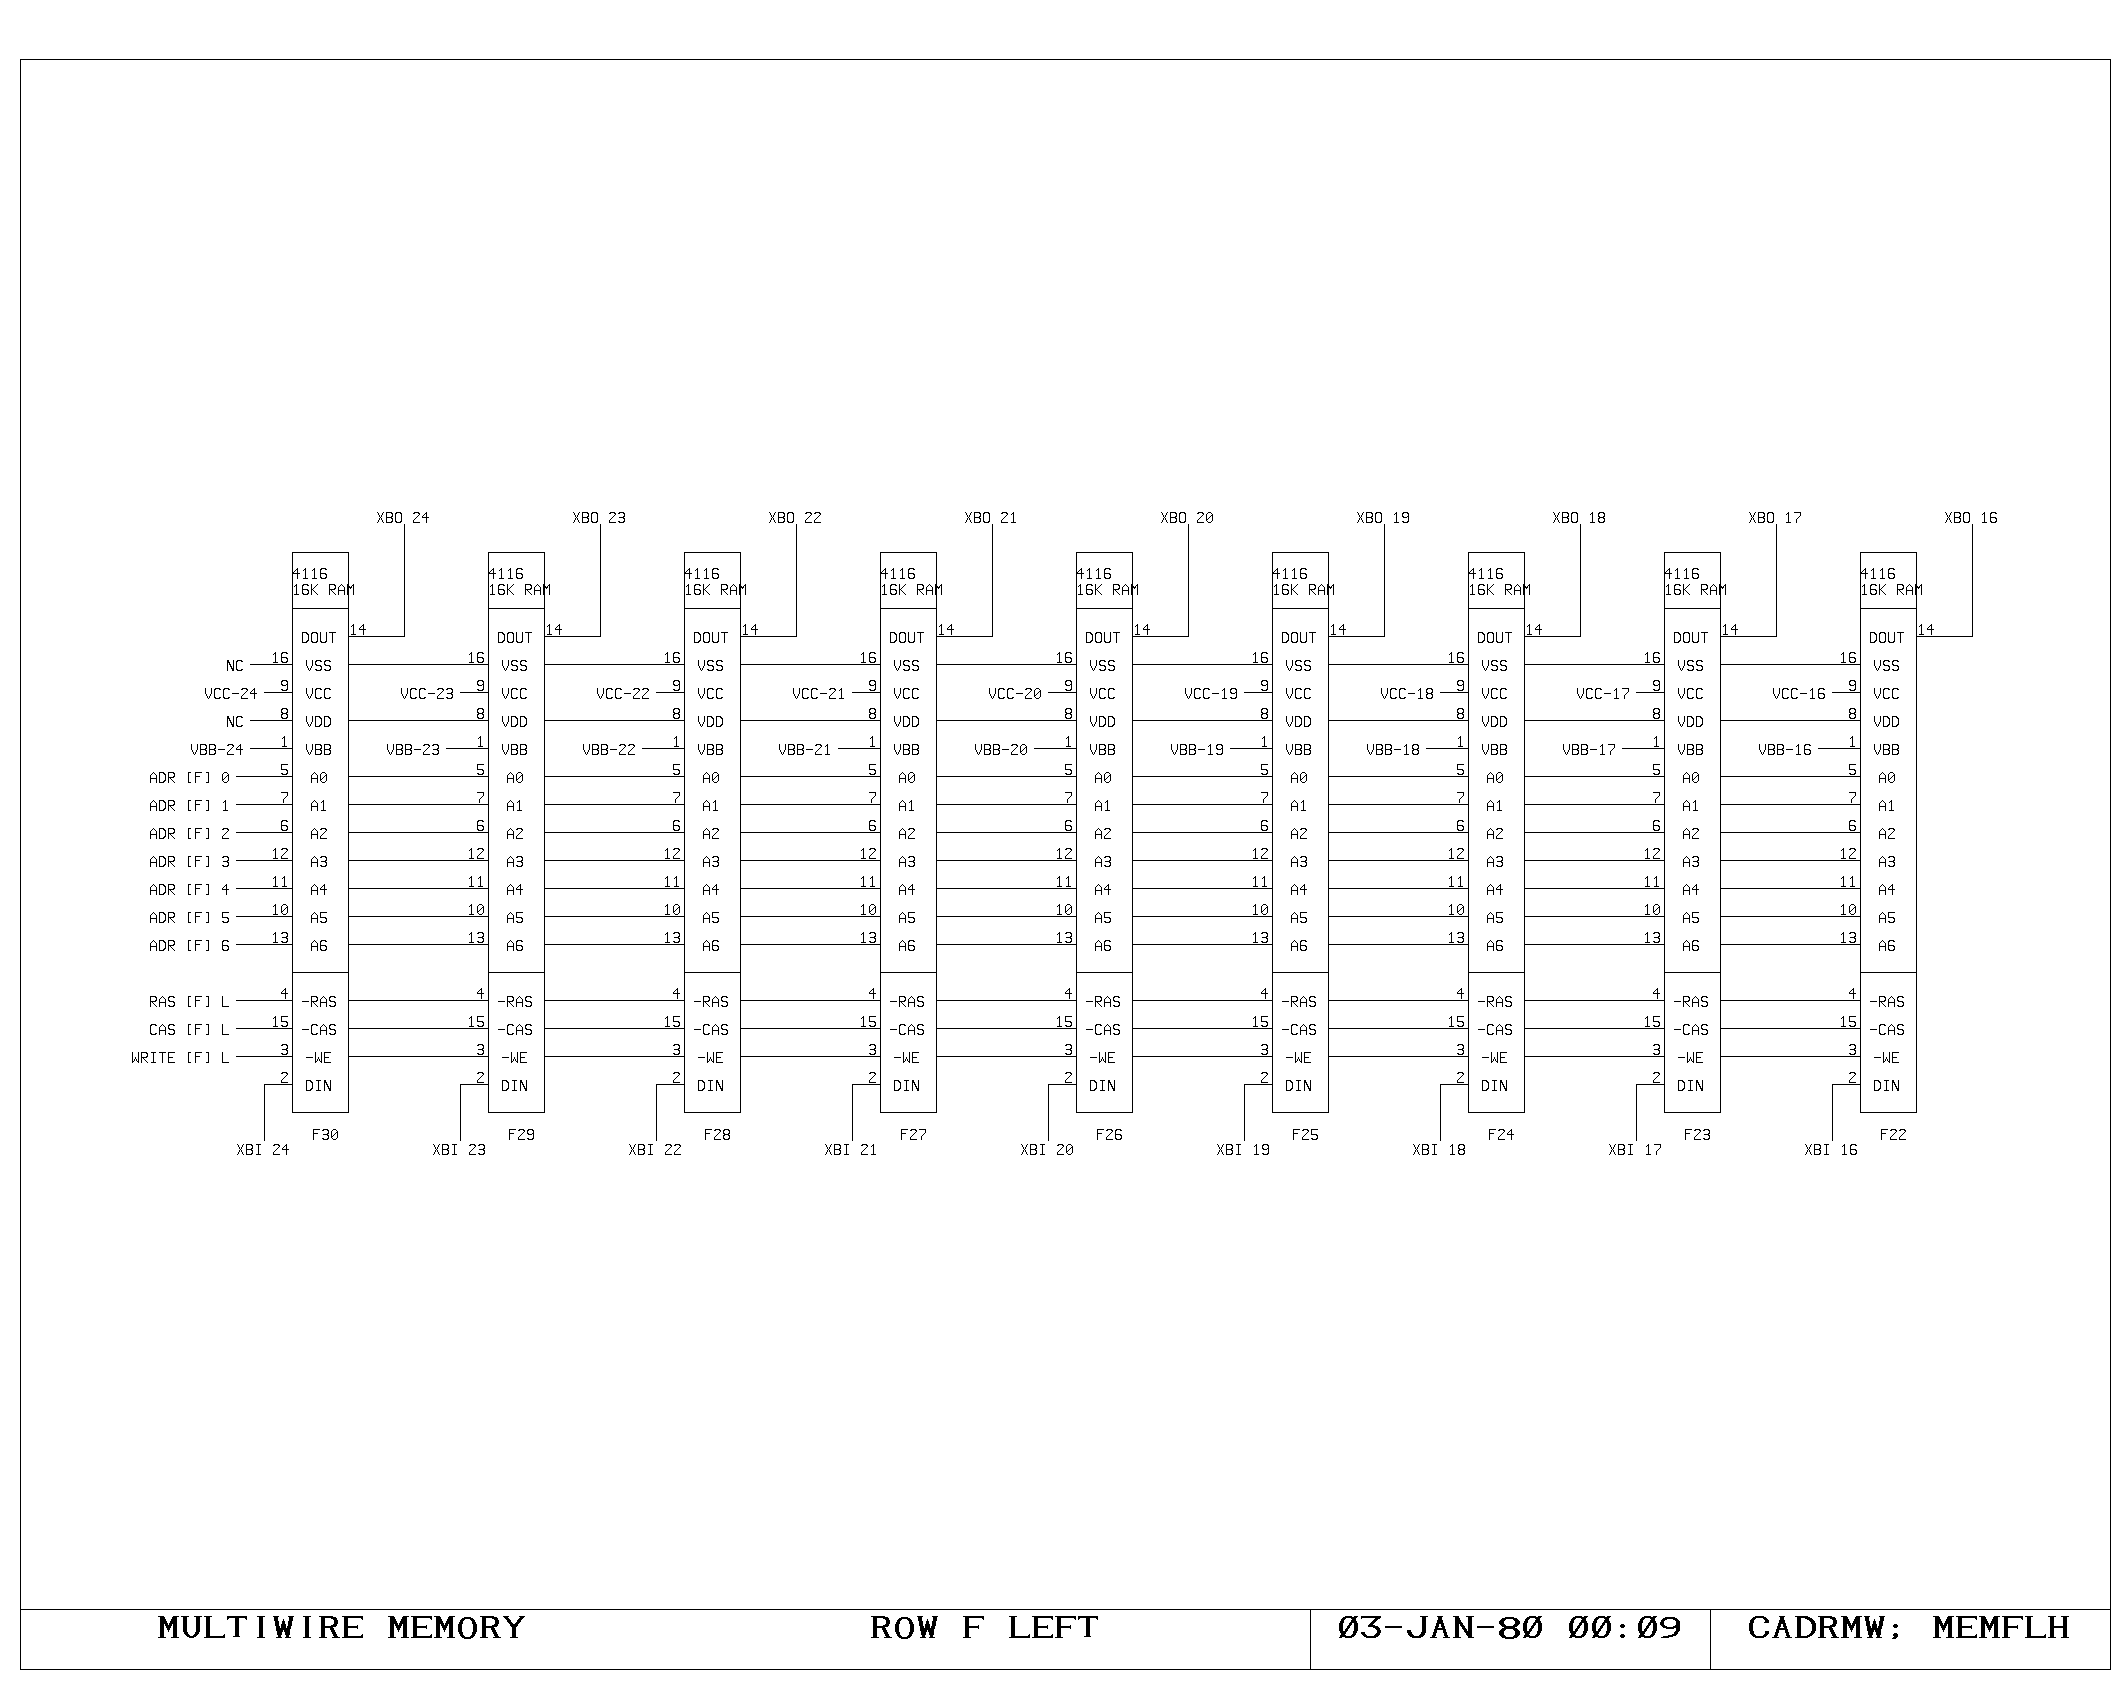 XBO 24 XBO 23 XBO 22 XBO 21 XBO 20 XBO 19 XBO 18 XBO 17 XBO 16
4116 4116 4116 4116 4116 4116 4116 4116 4116
16K RAM 16K RAM 16K RAM 16K RAM 16K RAM 16K RAM 16K RAM 16K RAM 16K RAM
DOUT 14 DOUT 14 DOUT 14 DOUT 14 DOUT 14 DOUT 14 DOUT 14 DOUT 14 DOUT 14
NC 16 VSS 16 VSS 16 VSS 16 VSS 16 VSS 16 VSS 16 VSS 16 VSS 16 VSS
VCC-24 9 VCC VCC-23 9 VCC VCC-22 9 VCC VCC-21 9 VCC VCC-20 9 VCC VCC-19 9 VCC VCC-18 9 VCC VCC-17 9 VCC VCC-16 9 VCC
NC 8 VDD 8 VDD 8 VDD 8 VDD 8 VDD 8 VDD 8 VDD 8 VDD 8 VDD
VBB-24 1 VBB VBB-23 1 VBB VBB-22 1 VBB VBB-21 1 VBB VBB-20 1 VBB VBB-19 1 VBB VBB-18 1 VBB VBB-17 1 VBB VBB-16 1 VBB
ADR [F] 0 5 A0 5 A0 5 A0 5 A0 5 A0 5 A0 5 A0 5 A0 5 A0
ADR [F] 1 7 A1 7 A1 7 A1 7 A1 7 A1 7 A1 7 A1 7 A1 7 A1
ADR [F] 2 6 A2 6 A2 6 A2 6 A2 6 A2 6 A2 6 A2 6 A2 6 A2
ADR [F] 3 12 A3 12 A3 12 A3 12 A3 12 A3 12 A3 12 A3 12 A3 12 A3
ADR [F] 4 11 A4 11 A4 11 A4 11 A4 11 A4 11 A4 11 A4 11 A4 11 A4
ADR [F] 5 10 A5 10 A5 10 A5 10 A5 10 A5 10 A5 10 A5 10 A5 10 A5
ADR [F] 6 13 A6 13 A6 13 A6 13 A6 13 A6 13 A6 13 A6 13 A6 13 A6
RAS [F] L 4 -RAS 4 -RAS 4 -RAS 4 -RAS 4 -RAS 4 -RAS 4 -RAS 4 -RAS 4 -RAS
CAS [F] L 15 -CAS 15 -CAS 15 -CAS 15 -CAS 15 -CAS 15 -CAS 15 -CAS 15 -CAS 15 -CAS
WRITE [F] L 3 -WE 3 -WE 3 -WE 3 -WE 3 -WE 3 -WE 3 -WE 3 -WE 3 -WE
2 DIN 2 DIN 2 DIN 2 DIN 2 DIN 2 DIN 2 DIN 2 DIN 2 DIN
F30 F29 F28 F27 F26 F25 F24 F23 F22
XBI 24 XBI 23 XBI 22 XBI 21 XBI 20 XBI 19 XBI 18 XBI 17 XBI 16
MULTIWIRE MEMORY ROW F LEFT 03-JAN-80 00:09 CADRMW; MEMFLH